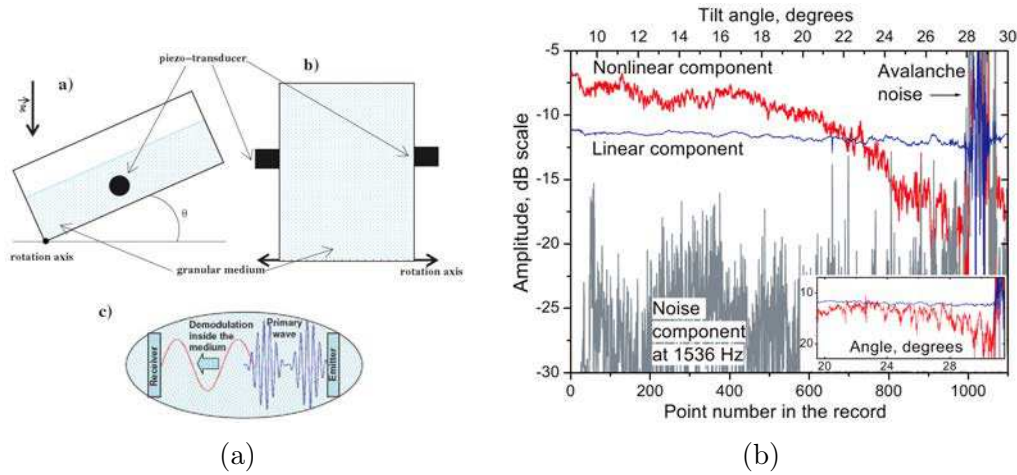 piezo-transducer
a)
b)
g
θ
rotation axis
granular medium
rotation axis
c)
Receiver
Demodulation
inside the
medium
Primary
wave
Emitter
(a)
Tilt angle, degrees
10 12 14 16 18 20 22 24 26 28 30
Amplitude, dB scale
-5
-10
-15
-20
-25
-30
Nonlinear component
Linear component
Avalanche
noise
Noise
component
at 1536 Hz
10
20
Angle, degrees
20 24 28
0 200 400 600 800 1000
Point number in the record
(b)